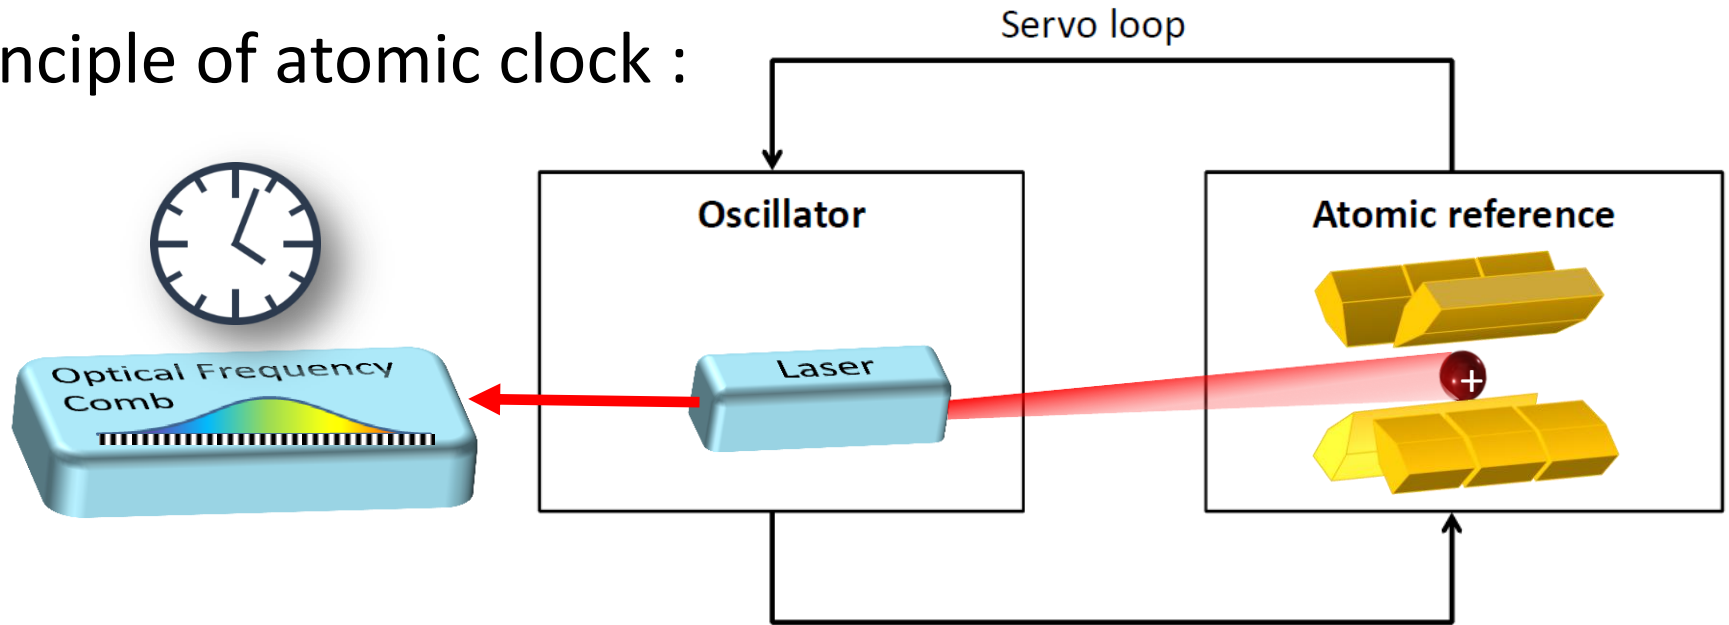 nciple of atomic clock :
Servo loop
Oscillator
Atomic reference
Laser
Optical Frequency
Comb
+